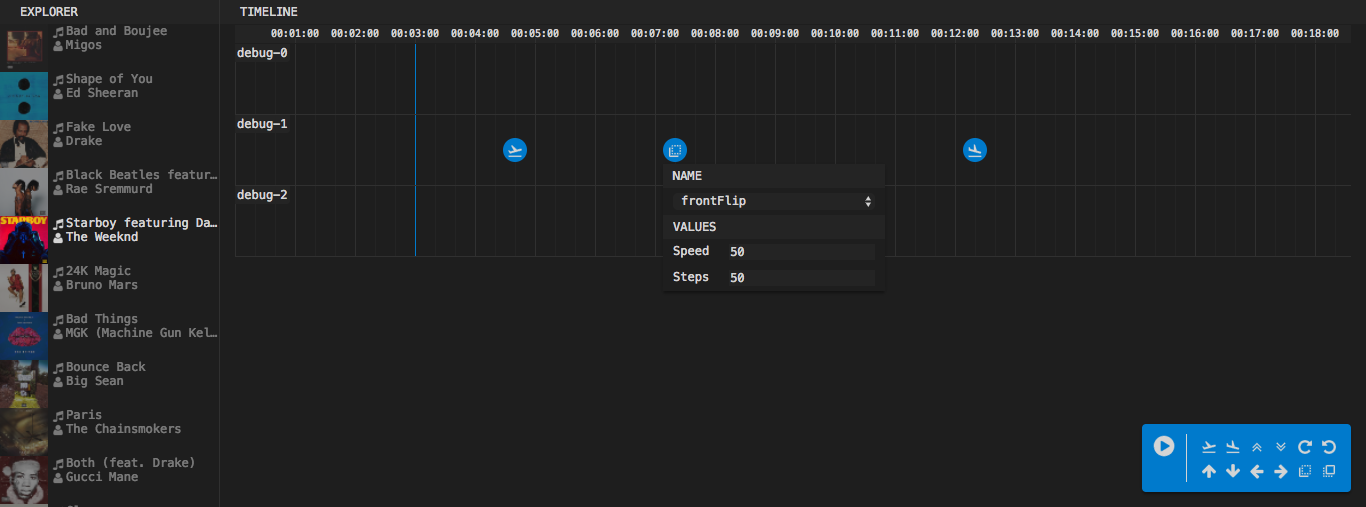 EXPLORER
TIMELINE
00:01:00 00:02:00 00:03:00 00:04:00 00:05:00 00:06:00 00:07:00 00:08:00 00:09:00 00:10:00 00:11:00 00:12:00 00:13:00 00:14:00 00:15:00 00:16:00 00:17:00 00:18:00
Bad and Boujee
Migos
Shape of You
Ed Sheeran
Fake Love
Drake
Black Beatles featur…
Rae Sremmurd
STARBOY
Starboy featuring Da…
The Weeknd
24K Magic
Bruno Mars
Bad Things
MGK (Machine Gun Kel…
Bounce Back
Big Sean
Paris
The Chainsmokers
Both (feat. Drake)
Gucci Mane
debug-0
debug-1
debug-2
NAME
frontFlip
VALUES
Speed 50
Steps 50